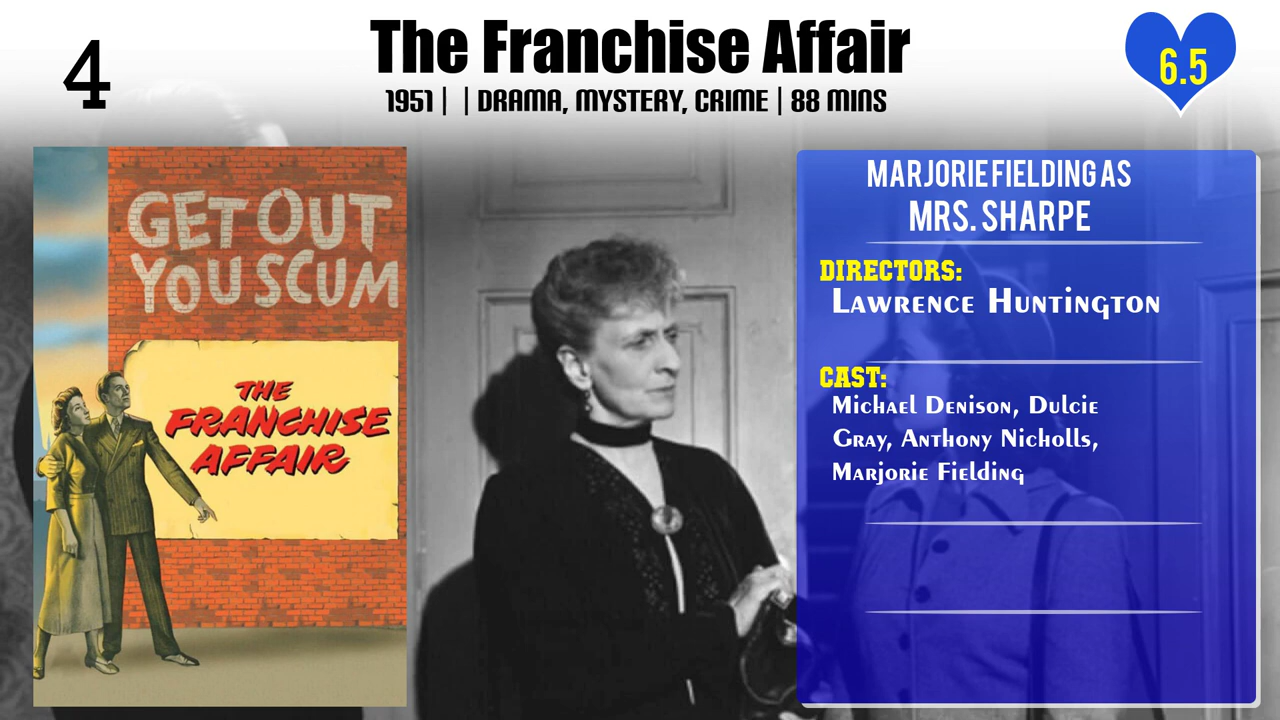 4
The Franchise Affair
1951 | | DRAMA, MYSTERY, CRIME | 88 MINS
6.5
GET OUT
YOU SCUM
THE
FRANCHISE
AFFAIR
MARJORIE FIELDING AS
MRS. SHARPE
DIRECTORS:
Lawrence Huntington
CAST:
Michael Denison, Dulcie
Gray, Anthony Nicholls,
Marjorie Fielding